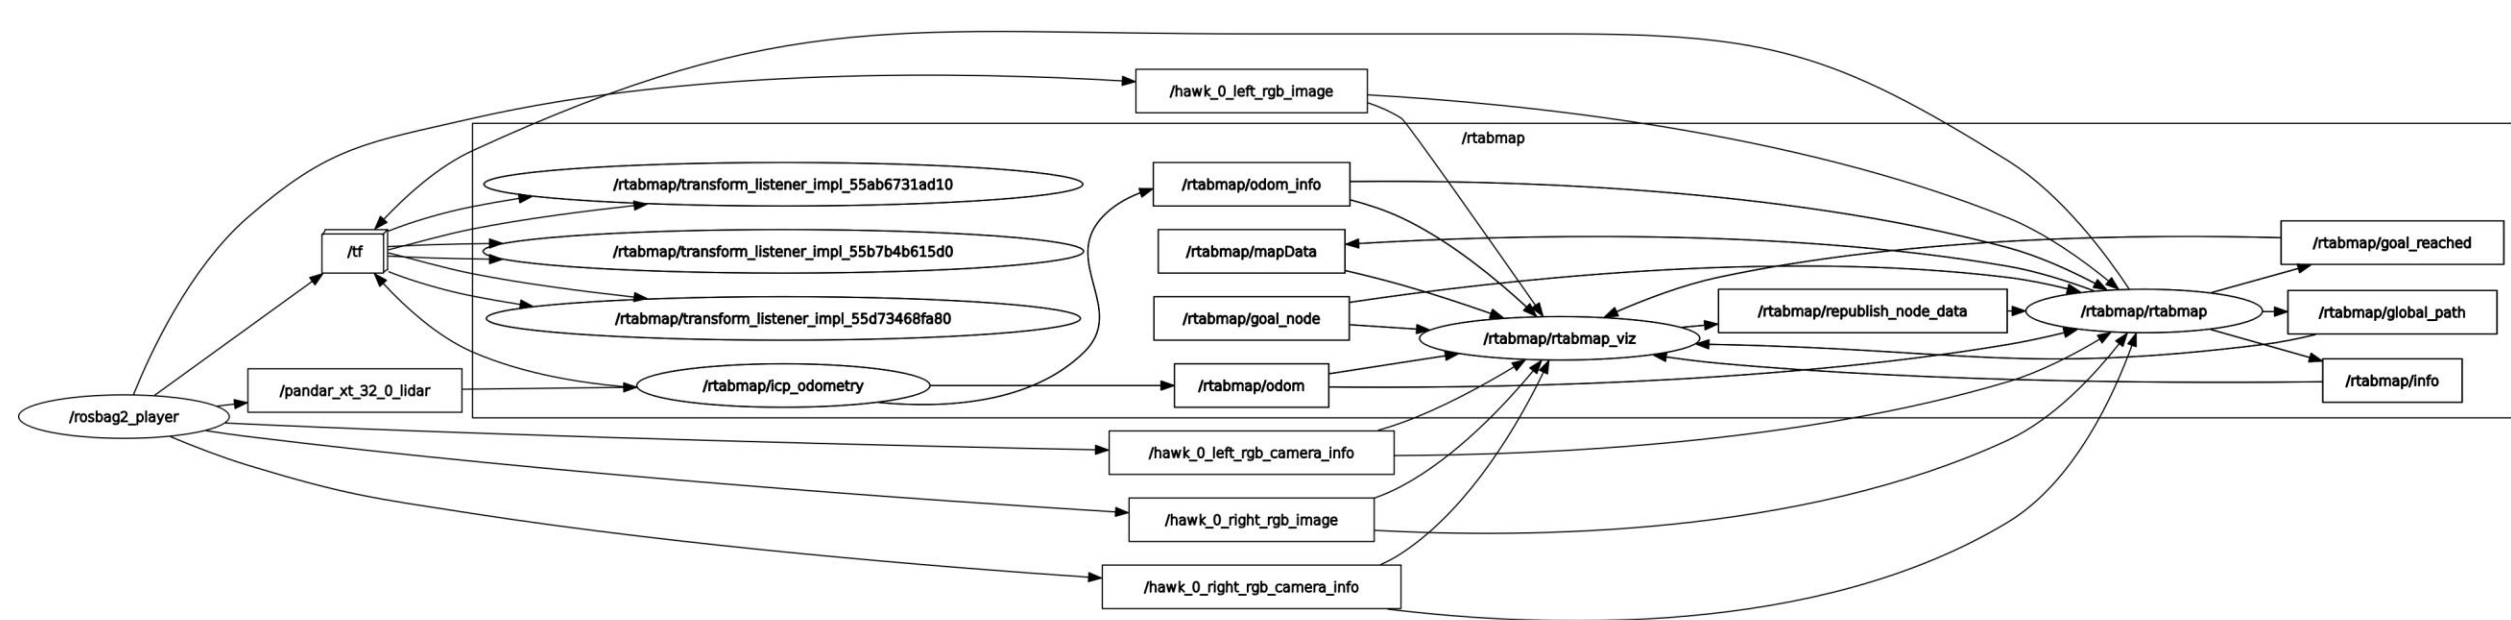 /hawk_0_left_rgb_image
/rtabmap
/rtabmap/transform_listener_impl_55ab6731ad10
/rtabmap/odom_info
/tf
/rtabmap/transform_listener_impl_55b7b4b615d0
/rtabmap/mapData
/rtabmap/goal_reached
/rtabmap/transform_listener_impl_55d73468fa80
/rtabmap/goal_node
/rtabmap/republish_node_data
/rtabmap/rtabmap
/rtabmap/global_path
/rtabmap/rtabmap_viz
/pandar_xt_32_0_lidar
/rtabmap/icp_odometry
/rtabmap/odom
/rtabmap/info
/rosbag2_player
/hawk_0_left_rgb_camera_info
/hawk_0_right_rgb_image
/hawk_0_right_rgb_camera_info